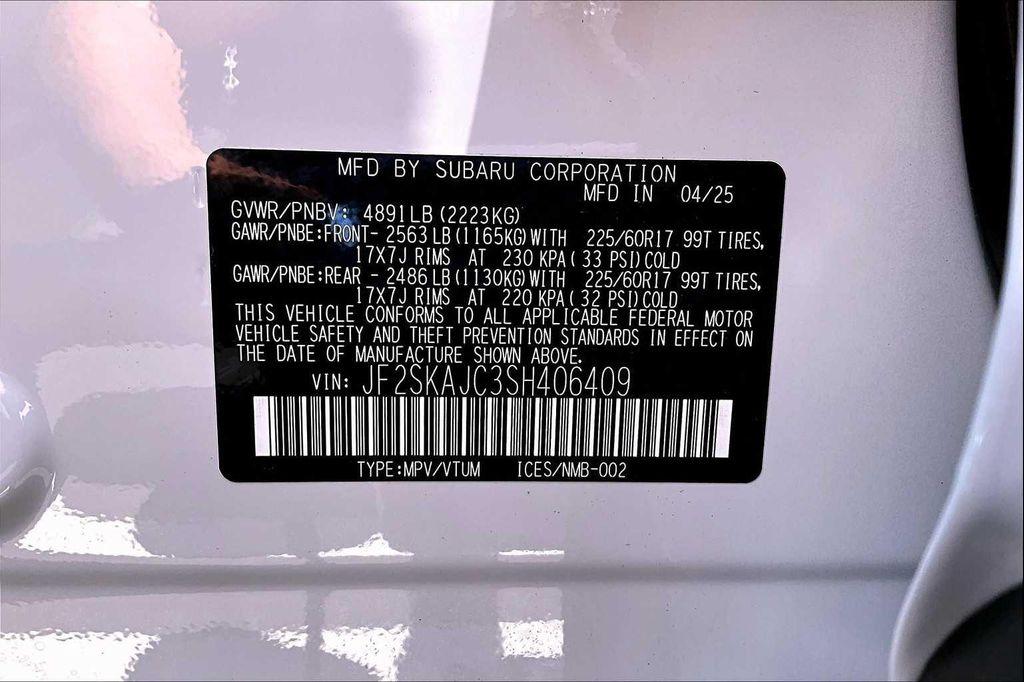 MFD BY SUBARU CORPORATION
MFD IN 04/25
GVWR/PNBV: 4891LB (2223KG)
GAWR/PNBE:FRONT- 2563 LB (1165KG)WITH 225/60R17 99T TIRES,
17X7J RIMS AT 230 KPA( 33 PSI)COLD
GAWR/PNBE:REAR - 2486 LB (1130KG)WITH 225/60R17 99T TIRES,
17X7J RIMS AT 220 KPA( 32 PSI)COLD
THIS VEHICLE CONFORMS TO ALL APPLICABLE FEDERAL MOTOR
VEHICLE SAFETY AND THEFT PREVENTION STANDARDS IN EFFECT ON
THE DATE OF MANUFACTURE SHOWN ABOVE.
VIN: JF2SKAJC3SH406409
TYPE:MPV/VTUM ICES/NMB-002